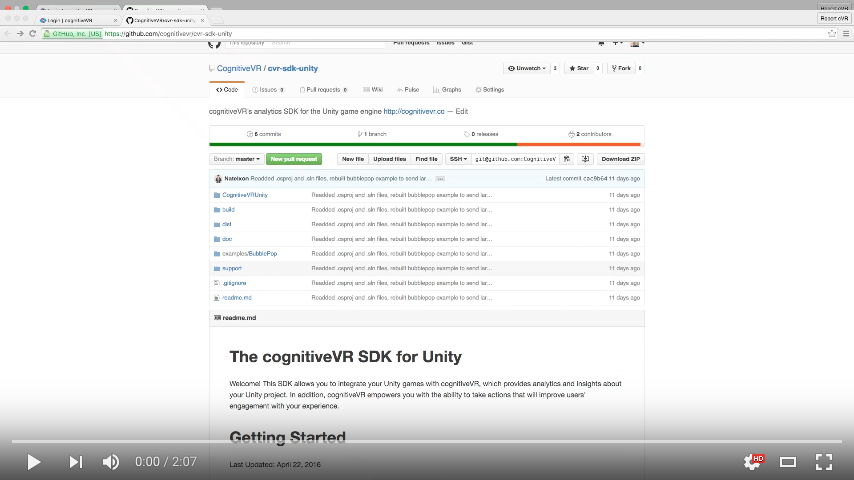 Login | cognitiveVR
CognitiveVR/cvr-sdk-unity
Robert cVR
GitHub, Inc. [US] https://github.com/cognitivevr/cvr-sdk-unity
This repository Search Pull requests Issues Gist
CognitiveVR / cvr-sdk-unity Unwatch 3 Star 0 Fork 0
Code Issues 0 Pull requests 0 Wiki Pulse Graphs Settings
cognitiveVR's analytics SDK for the Unity game engine http://cognitivevr.co — Edit
6 commits 1 branch 0 releases 2 contributors
Branch: master New pull request New file Upload files Find file SSH git@github.com:CognitiveV Download ZIP
Readded .csproj and .sln files, rebuilt bubblepop example to send lar… Latest commit cac9b64 11 days ago
CognitiveVRUnity Readded .csproj and .sln files, rebuilt bubblepop example to send lar… 11 days ago
build Readded .csproj and .sln files, rebuilt bubblepop example to send lar… 11 days ago
dist Readded .csproj and .sln files, rebuilt bubblepop example to send lar… 11 days ago
doc Readded .csproj and .sln files, rebuilt bubblepop example to send lar… 11 days ago
examples/BubblePop Readded .csproj and .sln files, rebuilt bubblepop example to send lar… 11 days ago
support Readded .csproj and .sln files, rebuilt bubblepop example to send lar… 11 days ago
.gitignore Readded .csproj and .sln files, rebuilt bubblepop example to send lar… 11 days ago
readme.md Readded .csproj and .sln files, rebuilt bubblepop example to send lar… 11 days ago
readme.md
The cognitiveVR SDK for Unity
Welcome! This SDK allows you to integrate your Unity games with cognitiveVR, which provides analytics and insights about
your Unity project. In addition, cognitiveVR empowers you with the ability to take actions that will improve users'
engagement with your experience.
Getting Started
Last Updated: April 22, 2016
0:00 / 2:07 HD